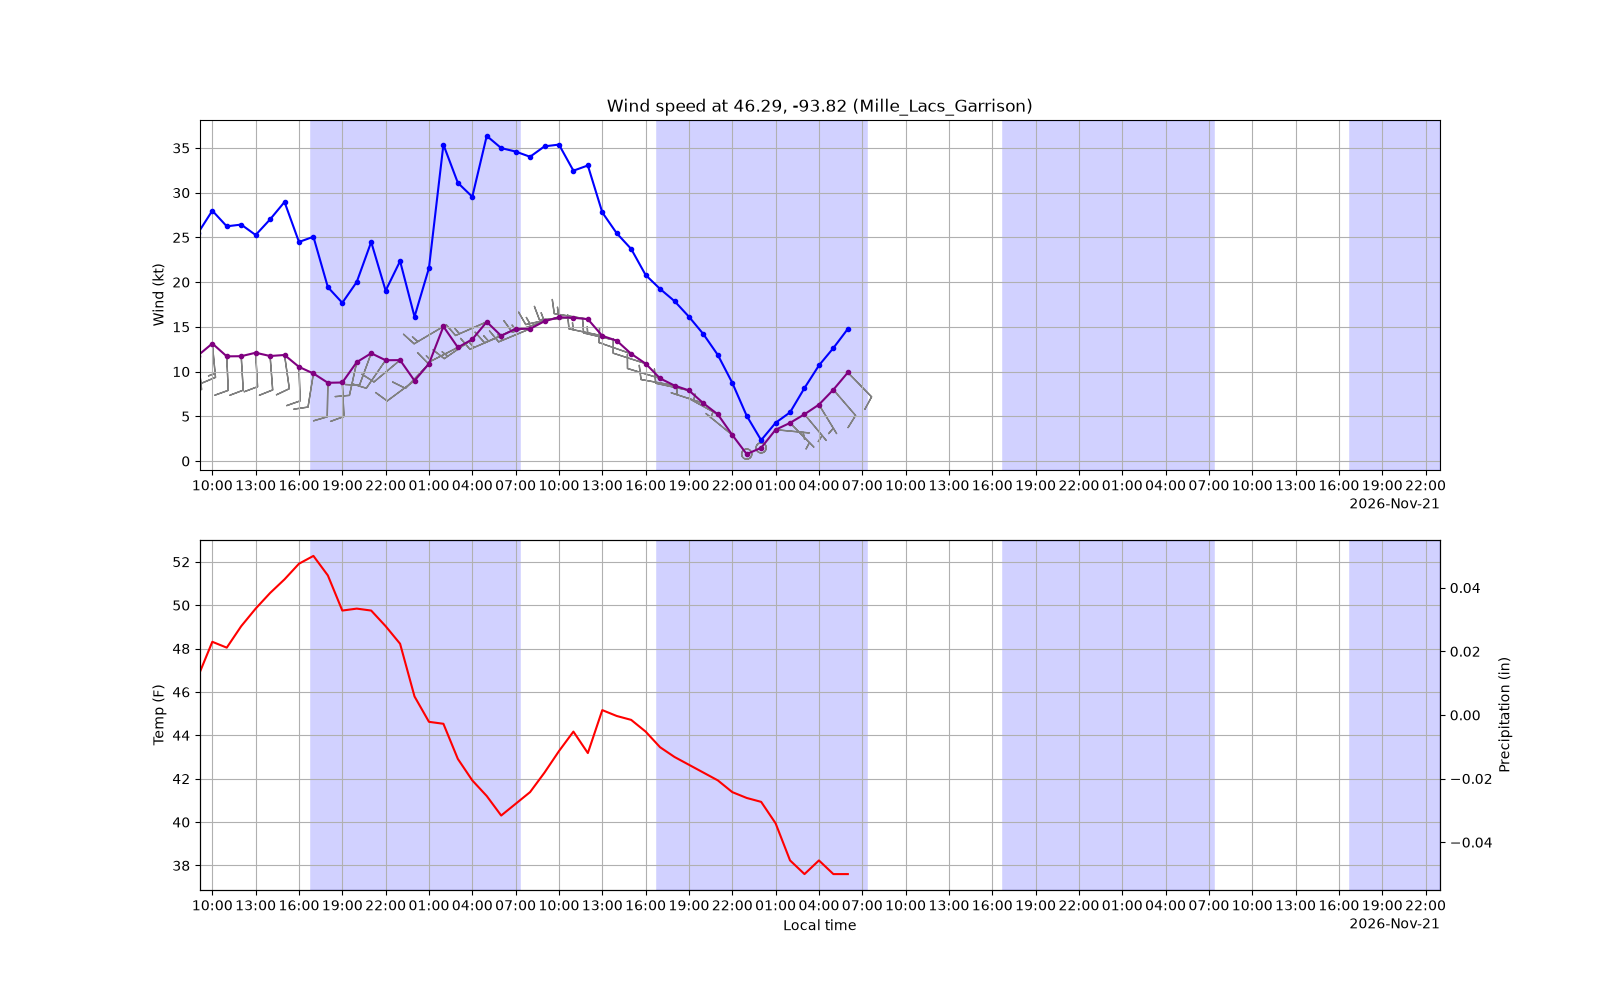 Wind speed at 46.29, -93.82 (Mille_Lacs_Garrison)
35
30
25
20
15
10
5
0
Wind (kt)
10:00 13:00 16:00 19:00 22:00 01:00 04:00 07:00 10:00 13:00 16:00 19:00 22:00 01:00 04:00 07:00 10:00 13:00 16:00 19:00 22:00 01:00 04:00 07:00 10:00 13:00 16:00 19:00 22:00
2026-Nov-21
52
50
48
46
44
42
40
38
Temp (F)
0.04
0.02
0.00
−0.02
−0.04
Precipitation (in)
10:00 13:00 16:00 19:00 22:00 01:00 04:00 07:00 10:00 13:00 16:00 19:00 22:00 01:00 04:00 07:00 10:00 13:00 16:00 19:00 22:00 01:00 04:00 07:00 10:00 13:00 16:00 19:00 22:00
Local time
2026-Nov-21